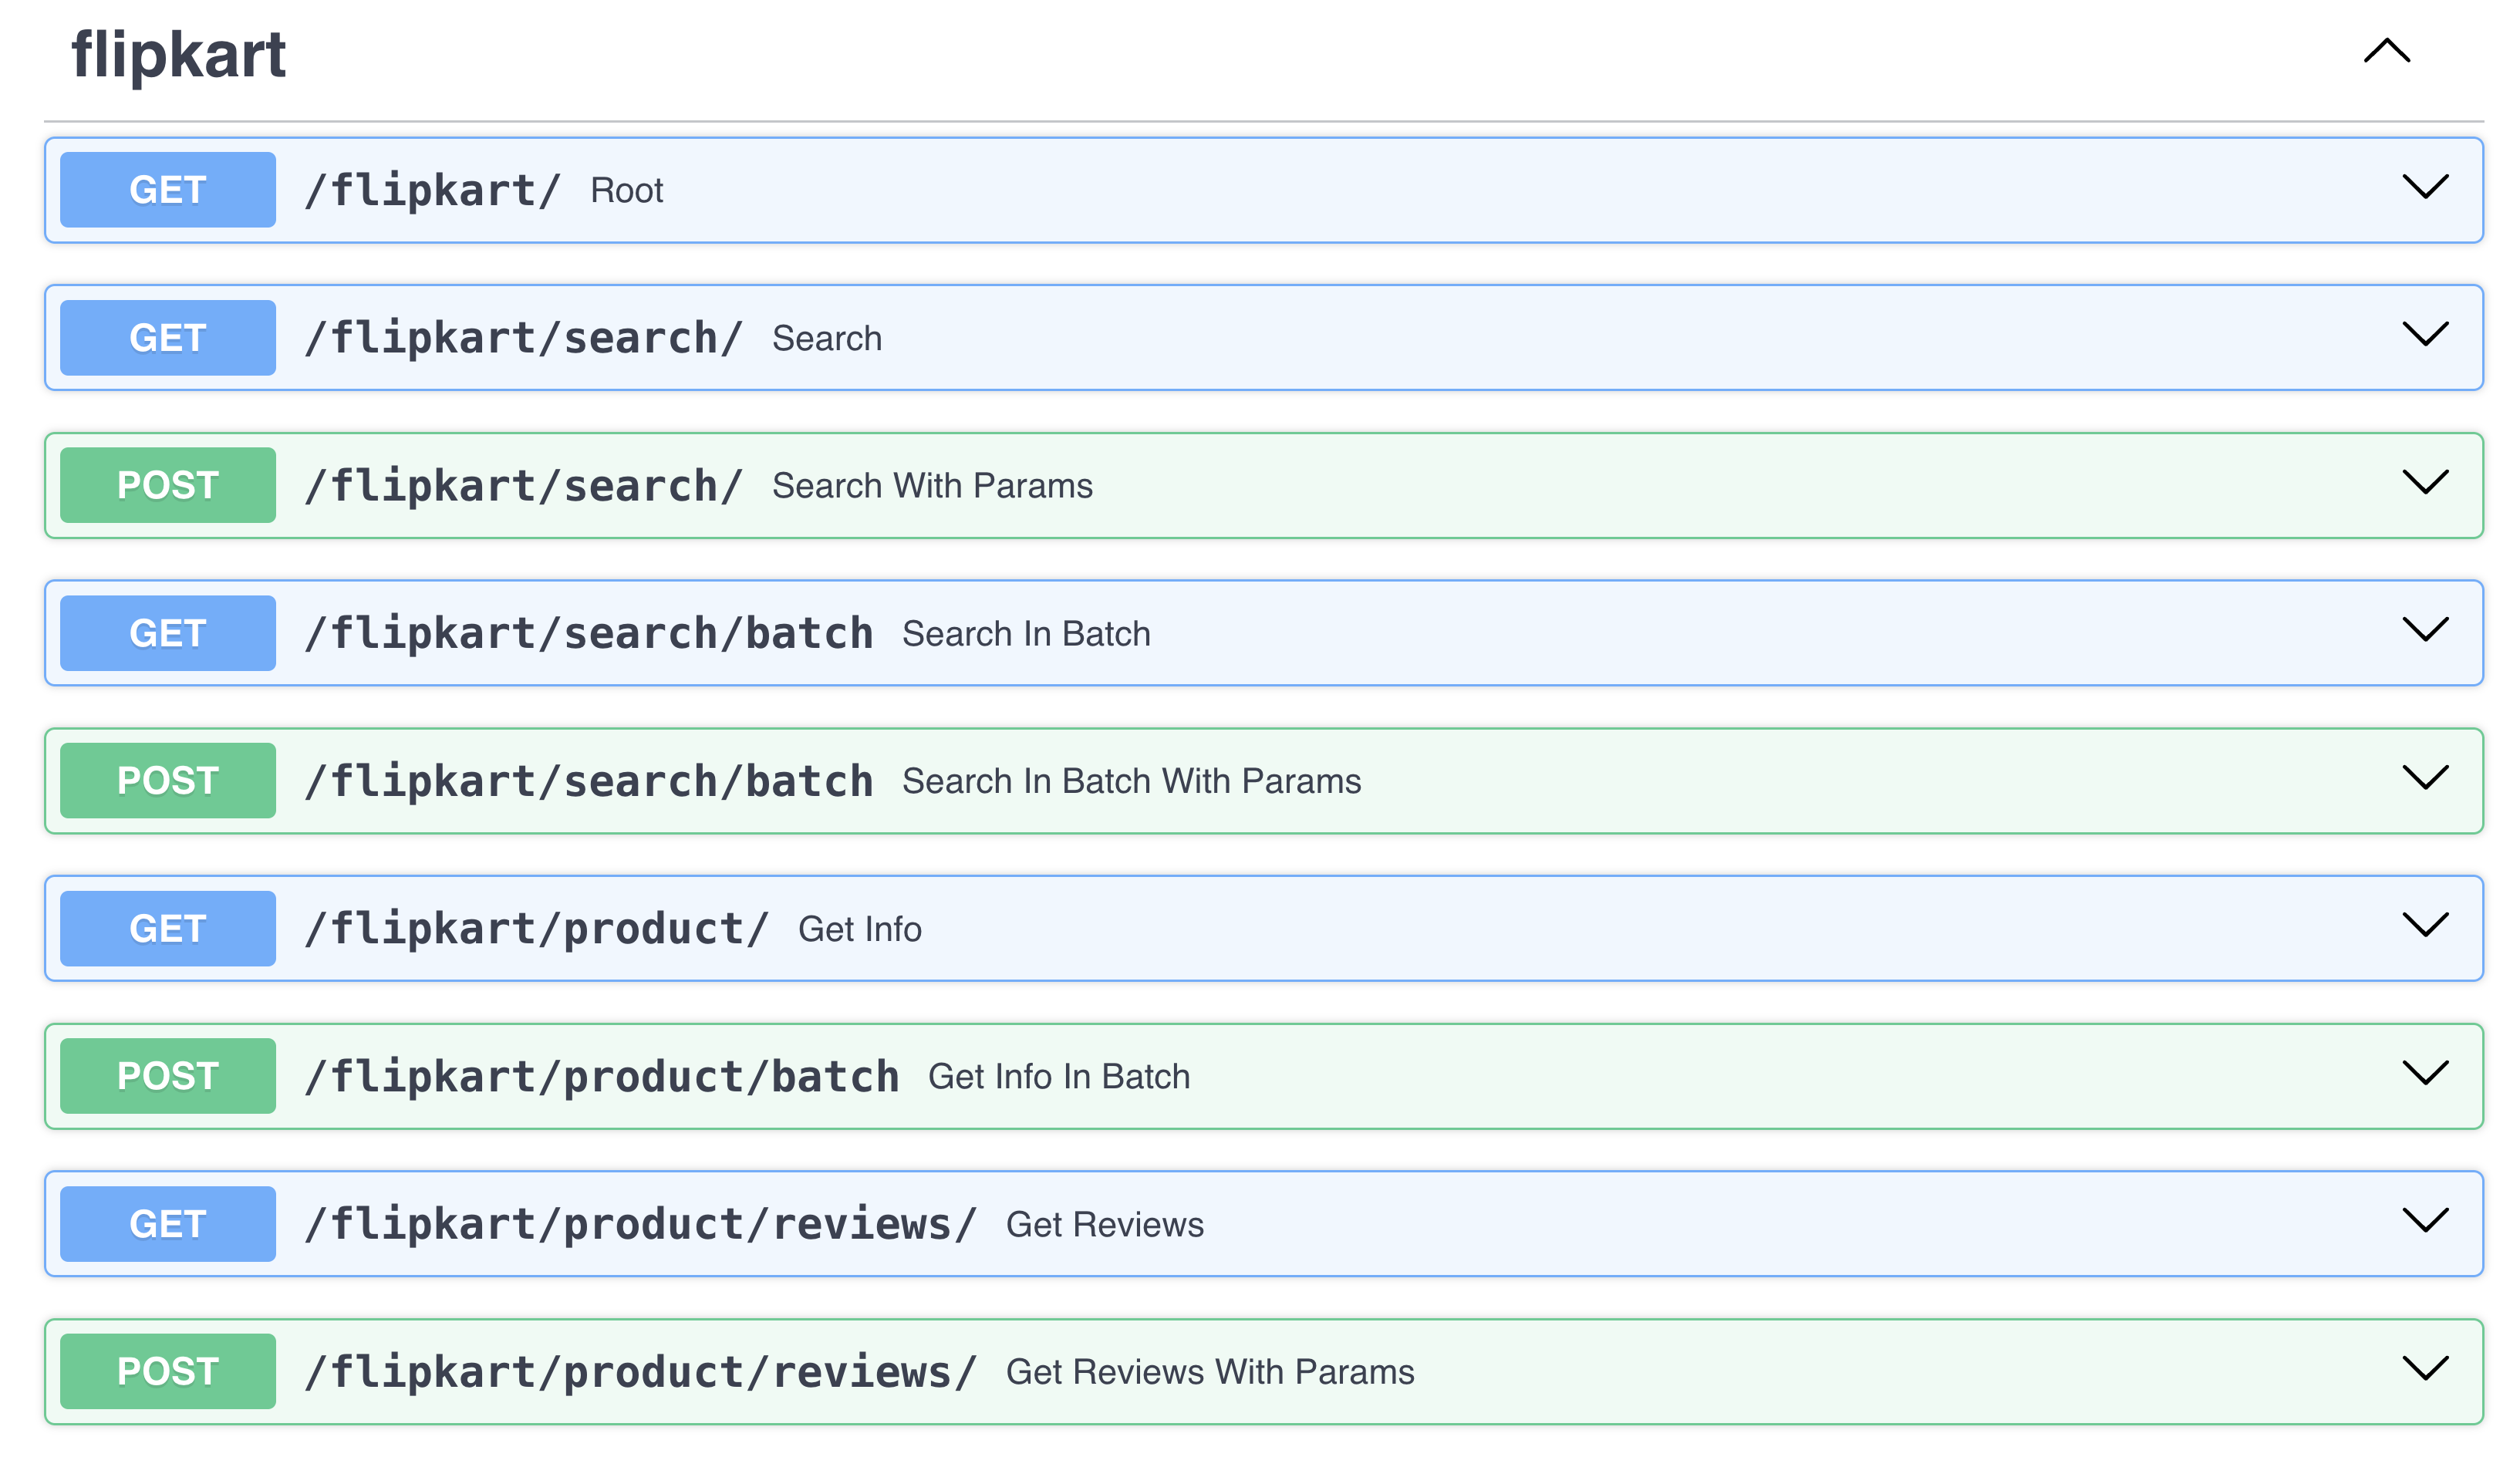 flipkart
GET /flipkart/ Root
GET /flipkart/search/ Search
POST /flipkart/search/ Search With Params
GET /flipkart/search/batch Search In Batch
POST /flipkart/search/batch Search In Batch With Params
GET /flipkart/product/ Get Info
POST /flipkart/product/batch Get Info In Batch
GET /flipkart/product/reviews/ Get Reviews
POST /flipkart/product/reviews/ Get Reviews With Params